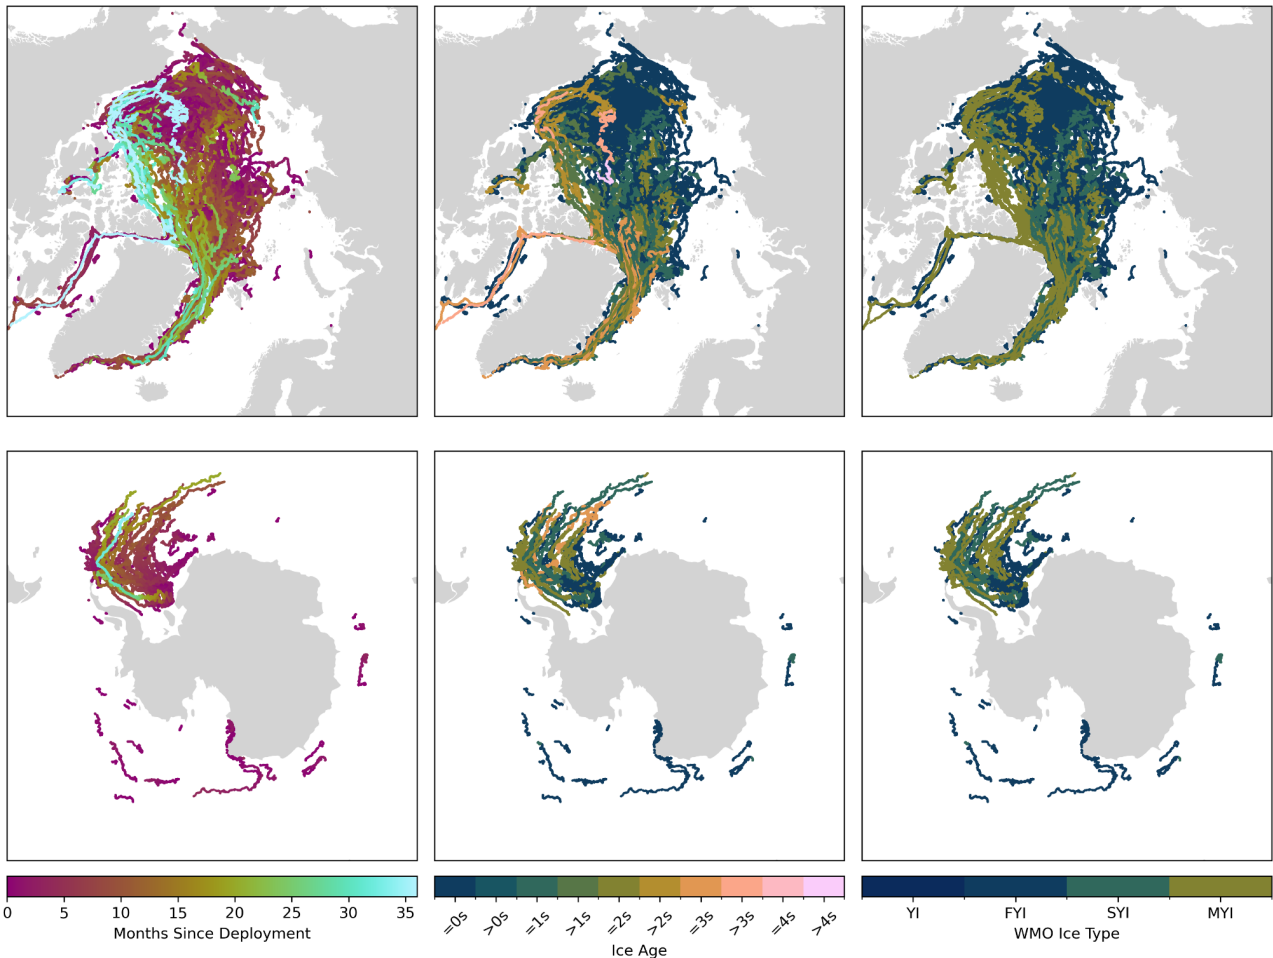 0 5 10 15 20 25 30 35
Months Since Deployment
=0s >0s =1s >1s =2s >2s =3s >3s =4s >4s
Ice Age
YI FYI SYI MYI
WMO Ice Type